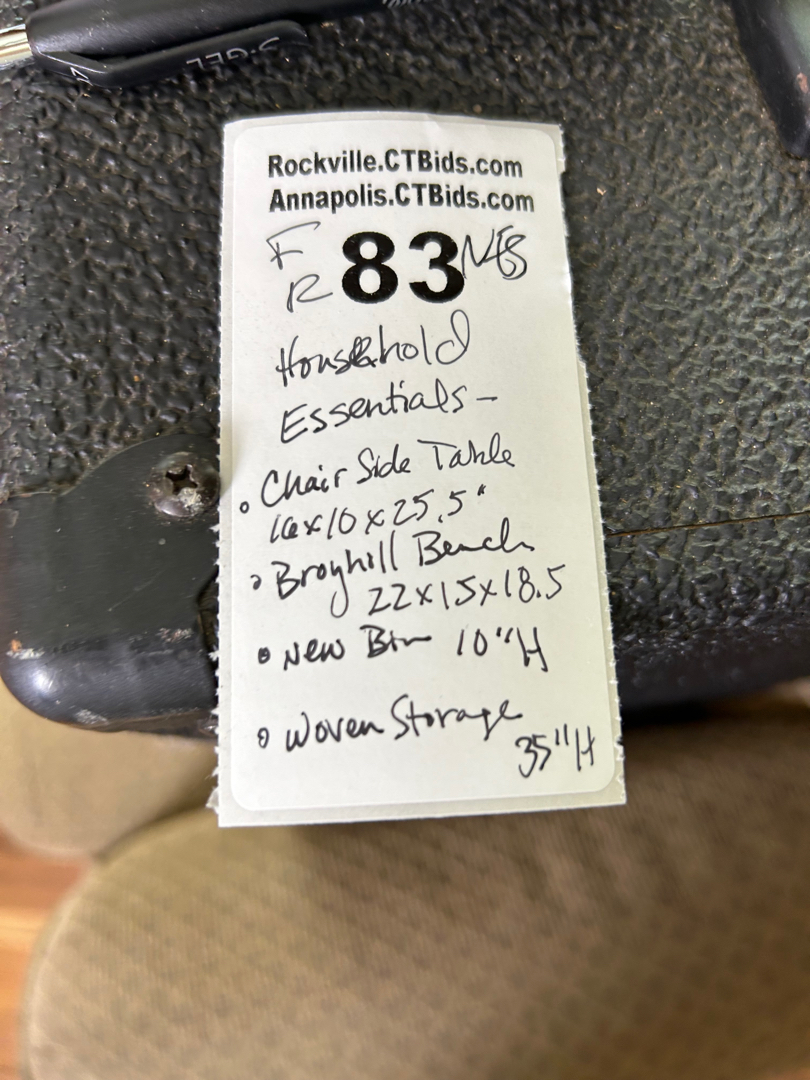 S·GEL
Rockville.CTBids.com
Annapolis.CTBids.com
F
R 83
Household
Essentials-
• Chair Side Table
16x10x25.5"
• Broyhill Bench
22x15x18.5
• New Bin 10"H
• Woven Storage
35"H